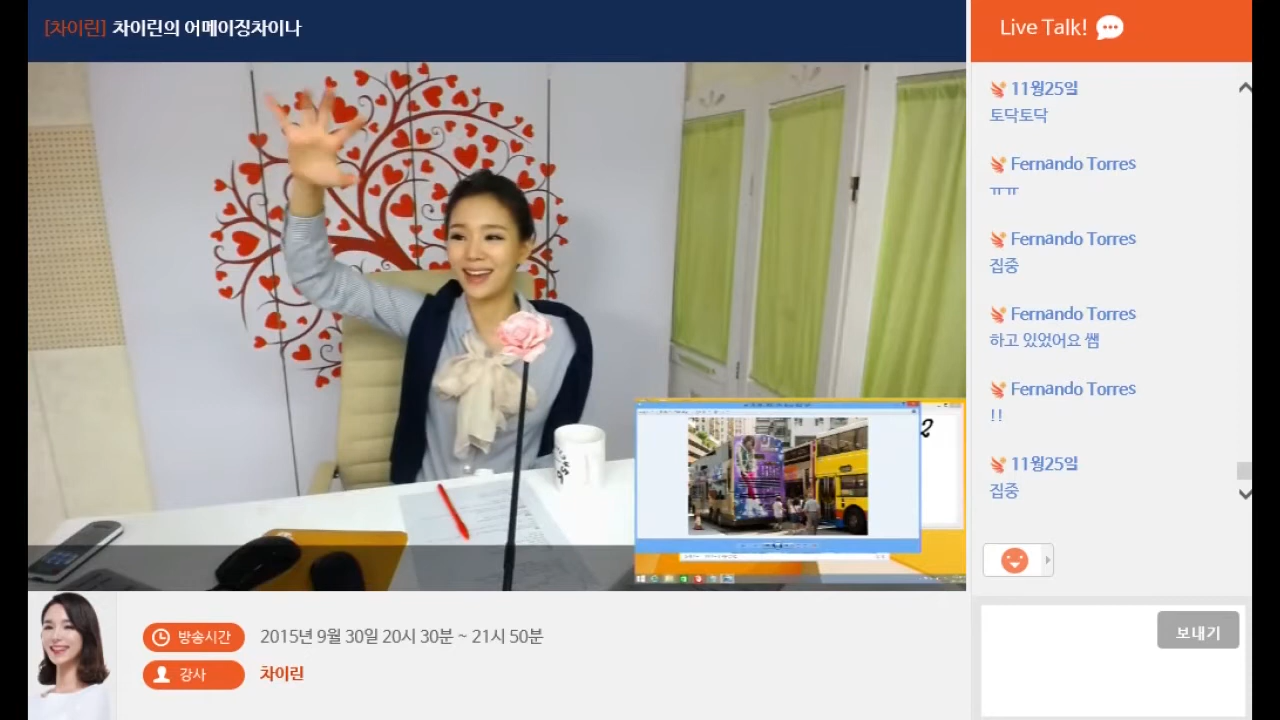 [차이린] 차이린의 어메이징차이나
Live Talk!
11월25일
토닥토닥
Fernando Torres
ㅠㅠ
Fernando Torres
집중
Fernando Torres
하고 있었어요 쌤
Fernando Torres
!!
11월25일
집중
2
방송시간 2015년 9월 30일 20시 30분 ~ 21시 50분
강사 차이린
보내기